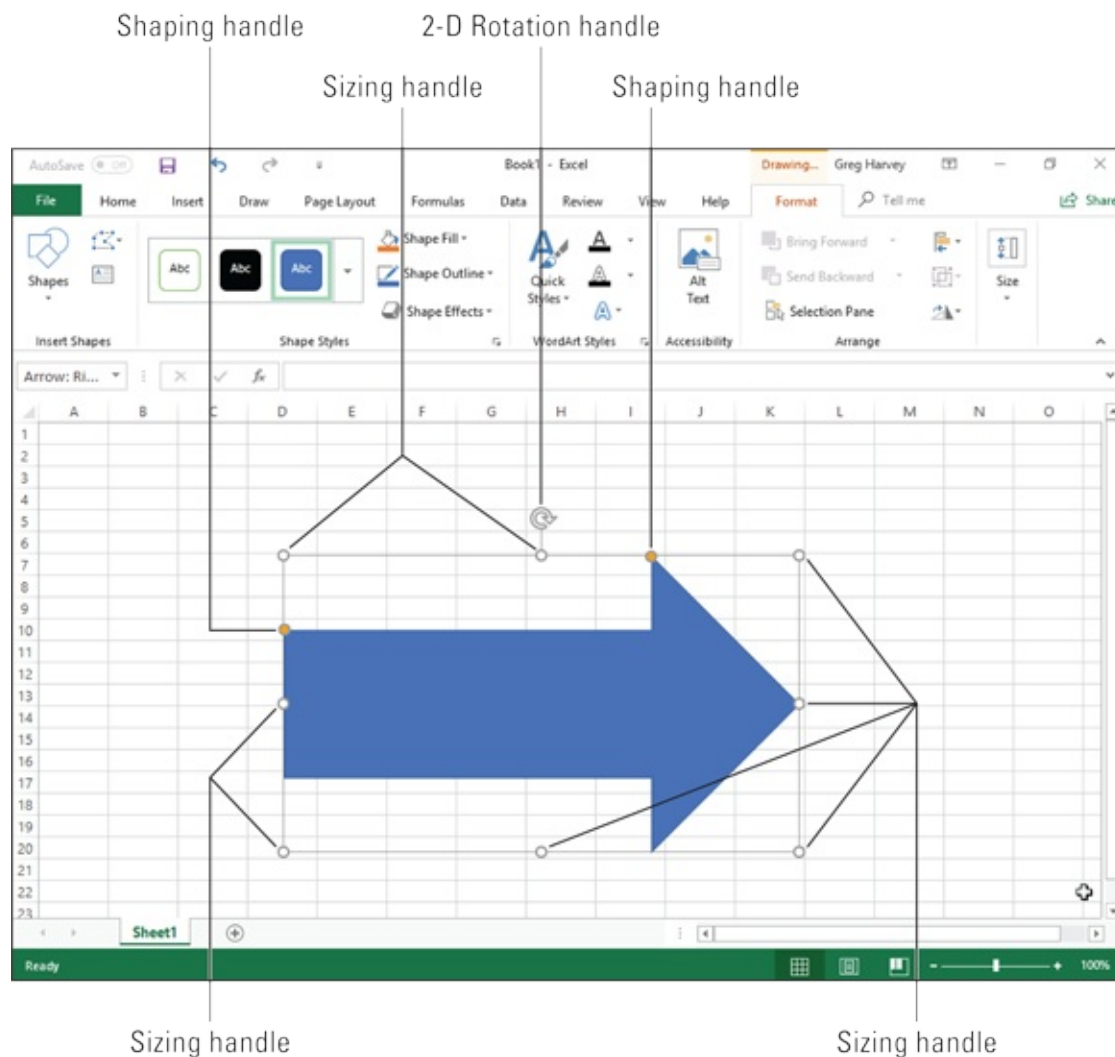 Shaping handle 2-D Rotation handle
Sizing handle Shaping handle
AutoSave Off Book1 - Excel Drawing... Greg Harvey
File Home Insert Draw Page Layout Formulas Data Review View Help Format Tell me Share
Shapes
Abc Abc Abc
Shape Fill
Shape Outline
Shape Effects
Quick
Styles
A
A
A
Alt
Text
Bring Forward
Send Backward
Selection Pane
Size
Insert Shapes Shape Styles WordArt Styles Accessibility Arrange
Arrow: Ri... fx
A B C D E F G H I J K L M N O
1
2
3
4
5
6
7
8
9
10
11
12
13
14
15
16
17
18
19
20
21
22
23
Sheet1
Ready 100%
Sizing handle Sizing handle